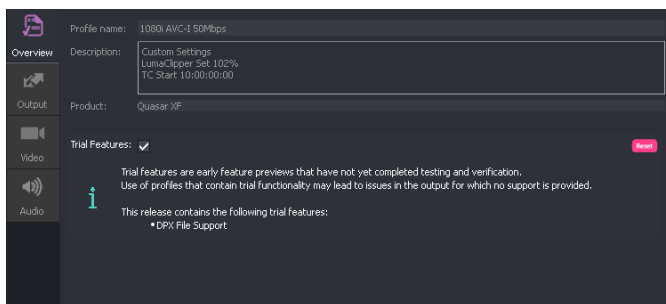 Overview
Output
Video
Audio
Profile name: 1080i AVC-I 50Mbps
Description: Custom Settings
LumaClipper Set 102%
TC Start 10:00:00:00
Product: Quasar XF
Trial Features: Reset
Trial features are early feature previews that have not yet completed testing and verification.
Use of profiles that contain trial functionality may lead to issues in the output for which no support is provided.
This release contains the following trial features:
•DPX File Support